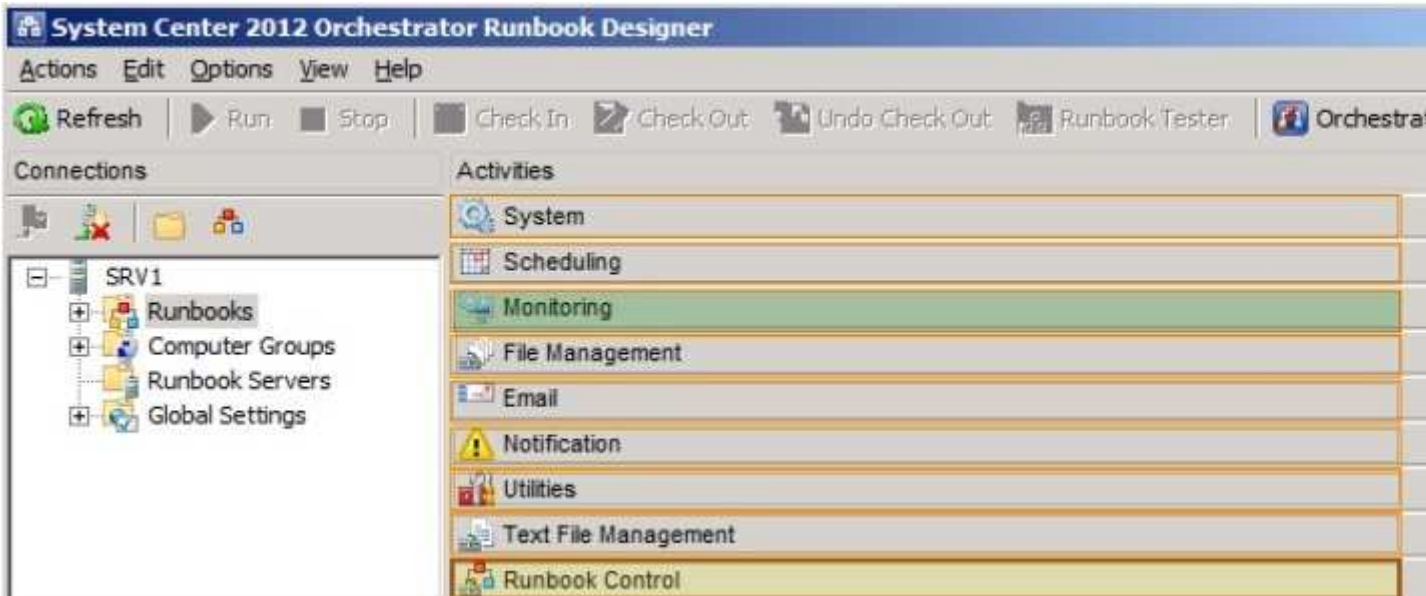 System Center 2012 Orchestrator Runbook Designer
Actions Edit Options View Help
Refresh Run Stop Check In Check Out Undo Check Out Runbook Tester Orchestrat
Connections
Activities
SRV1
Runbooks
Computer Groups
Runbook Servers
Global Settings
System
Scheduling
Monitoring
File Management
Email
Notification
Utilities
Text File Management
Runbook Control